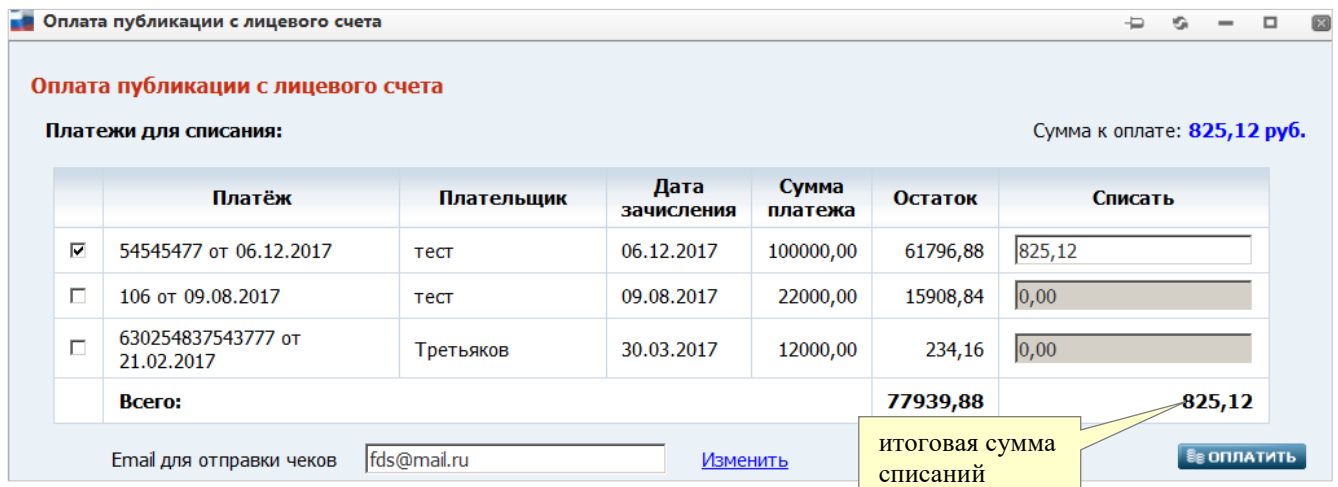 Оплата публикации с лицевого счета
Оплата публикации с лицевого счета
Платежи для списания:
Сумма к оплате: 825,12 руб.
Платёж Плательщик Дата зачисления Сумма платежа Остаток Списать
54545477 от 06.12.2017 тест 06.12.2017 100000,00 61796,88 825,12
106 от 09.08.2017 тест 09.08.2017 22000,00 15908,84 0,00
630254837543777 от 21.02.2017 Третьяков 30.03.2017 12000,00 234,16 0,00
Всего: 77939,88 825,12
Email для отправки чеков fds@mail.ru Изменить
итоговая сумма
списаний
ОПЛАТИТЬ